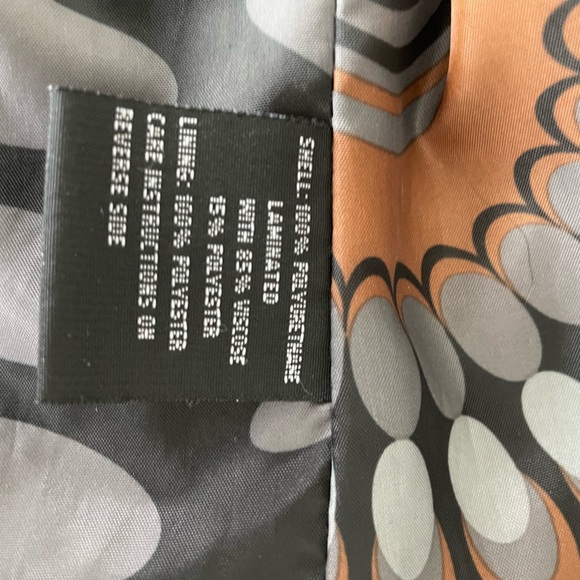 SHELL: 100% POLYURETHANE
LAMINATED
WITH 85% VISCOSE
15% POLYESTER
LINING: 100% POLYESTER
CARE INSTRUCTIONS ON
REVERSE SIDE